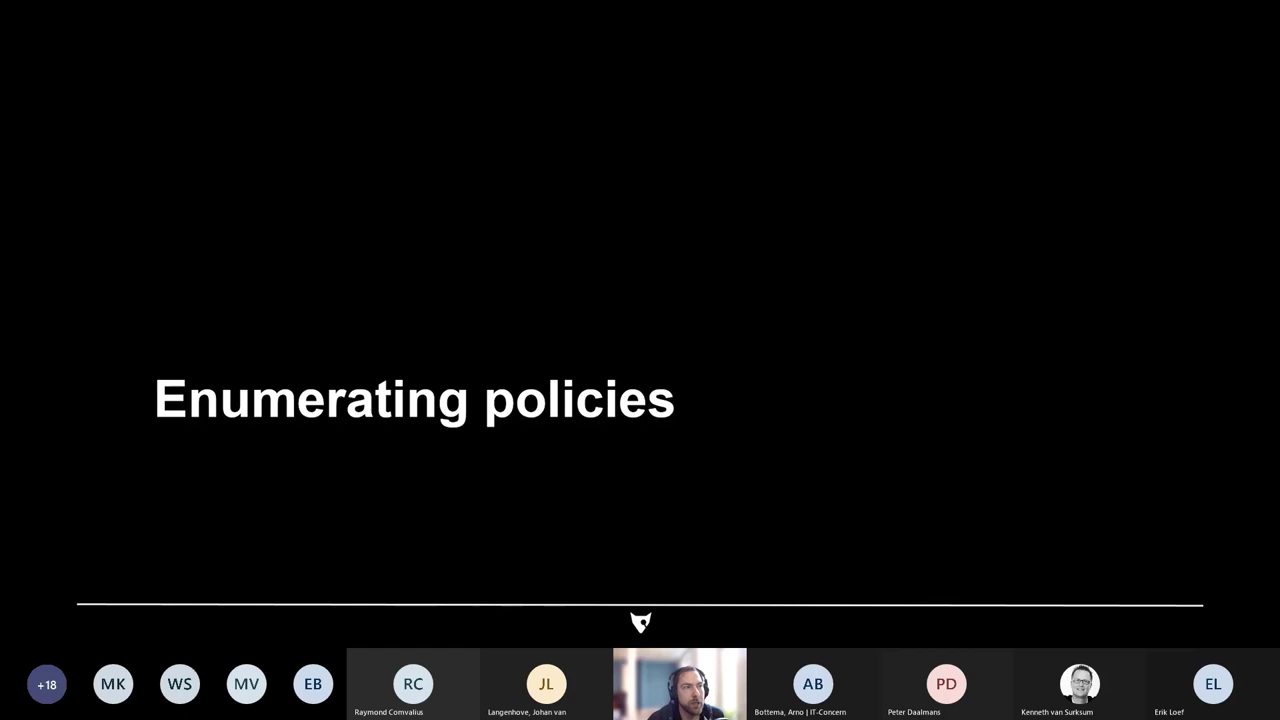 Enumerating policies
+18
MK
WS
MV
EB
RC
Raymond Comvalius
JL
Langenhove, Johan van
AB
Bottema, Arno | IT-Concern
PD
Peter Daalmans
Kenneth van Surksum
EL
Erik Loef